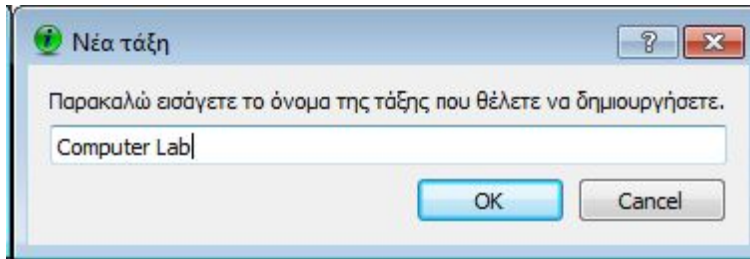 Νέα τάξη
Παρακαλώ εισάγετε το όνομα της τάξης που θέλετε να δημιουργήσετε.
Computer Lab
OK Cancel